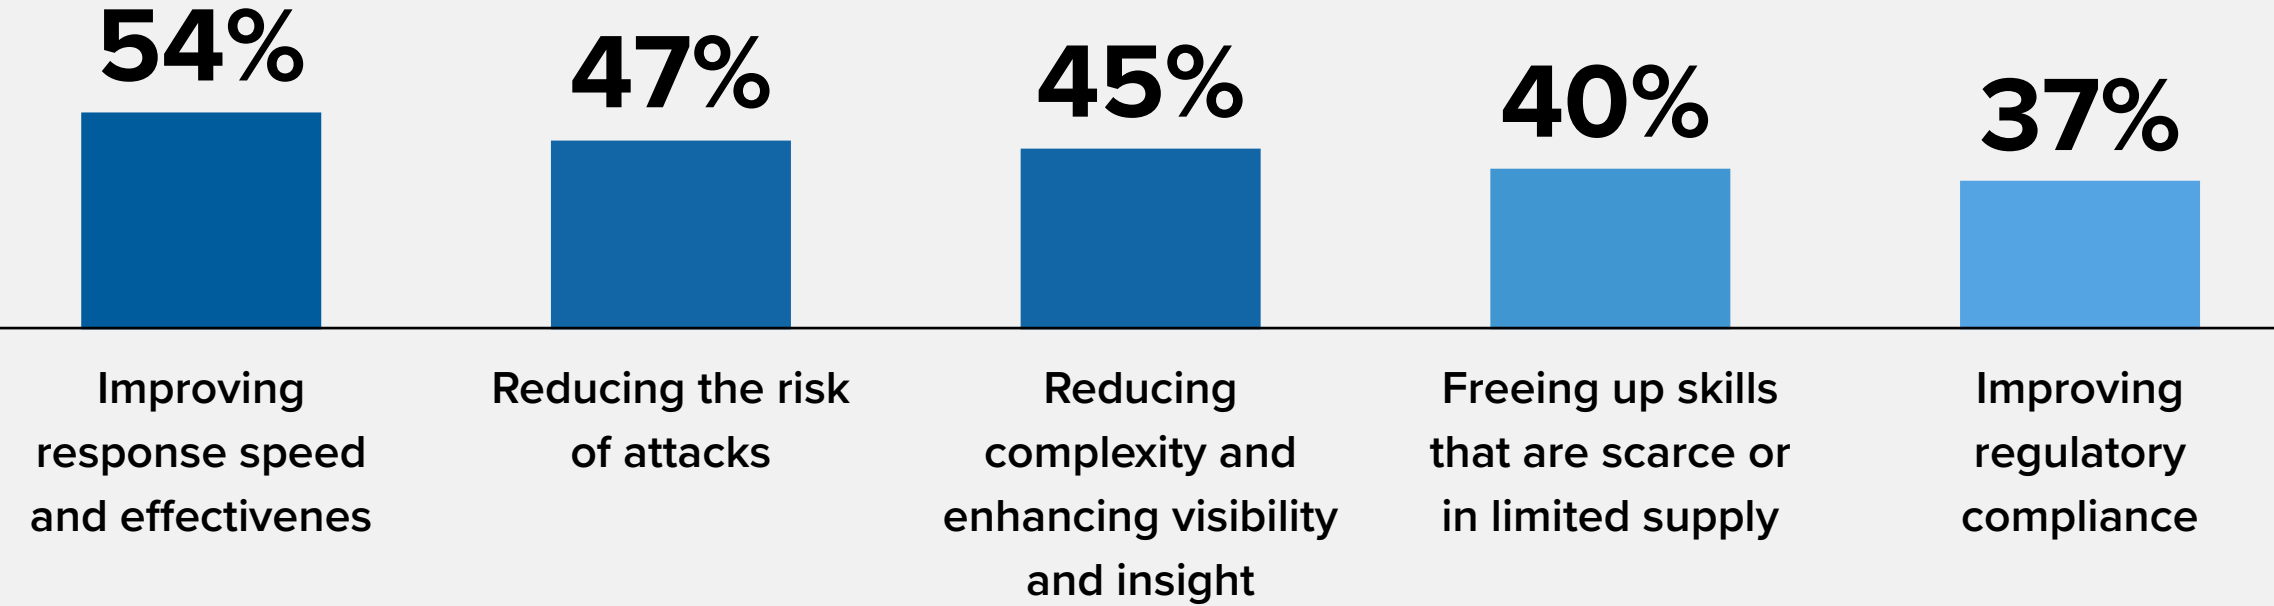 54%
47%
45%
40%
37%
Improving
response speed
and effectivenes
Reducing the risk
of attacks
Reducing
complexity and
enhancing visibility
and insight
Freeing up skills
that are scarce or
in limited supply
Improving
regulatory
compliance